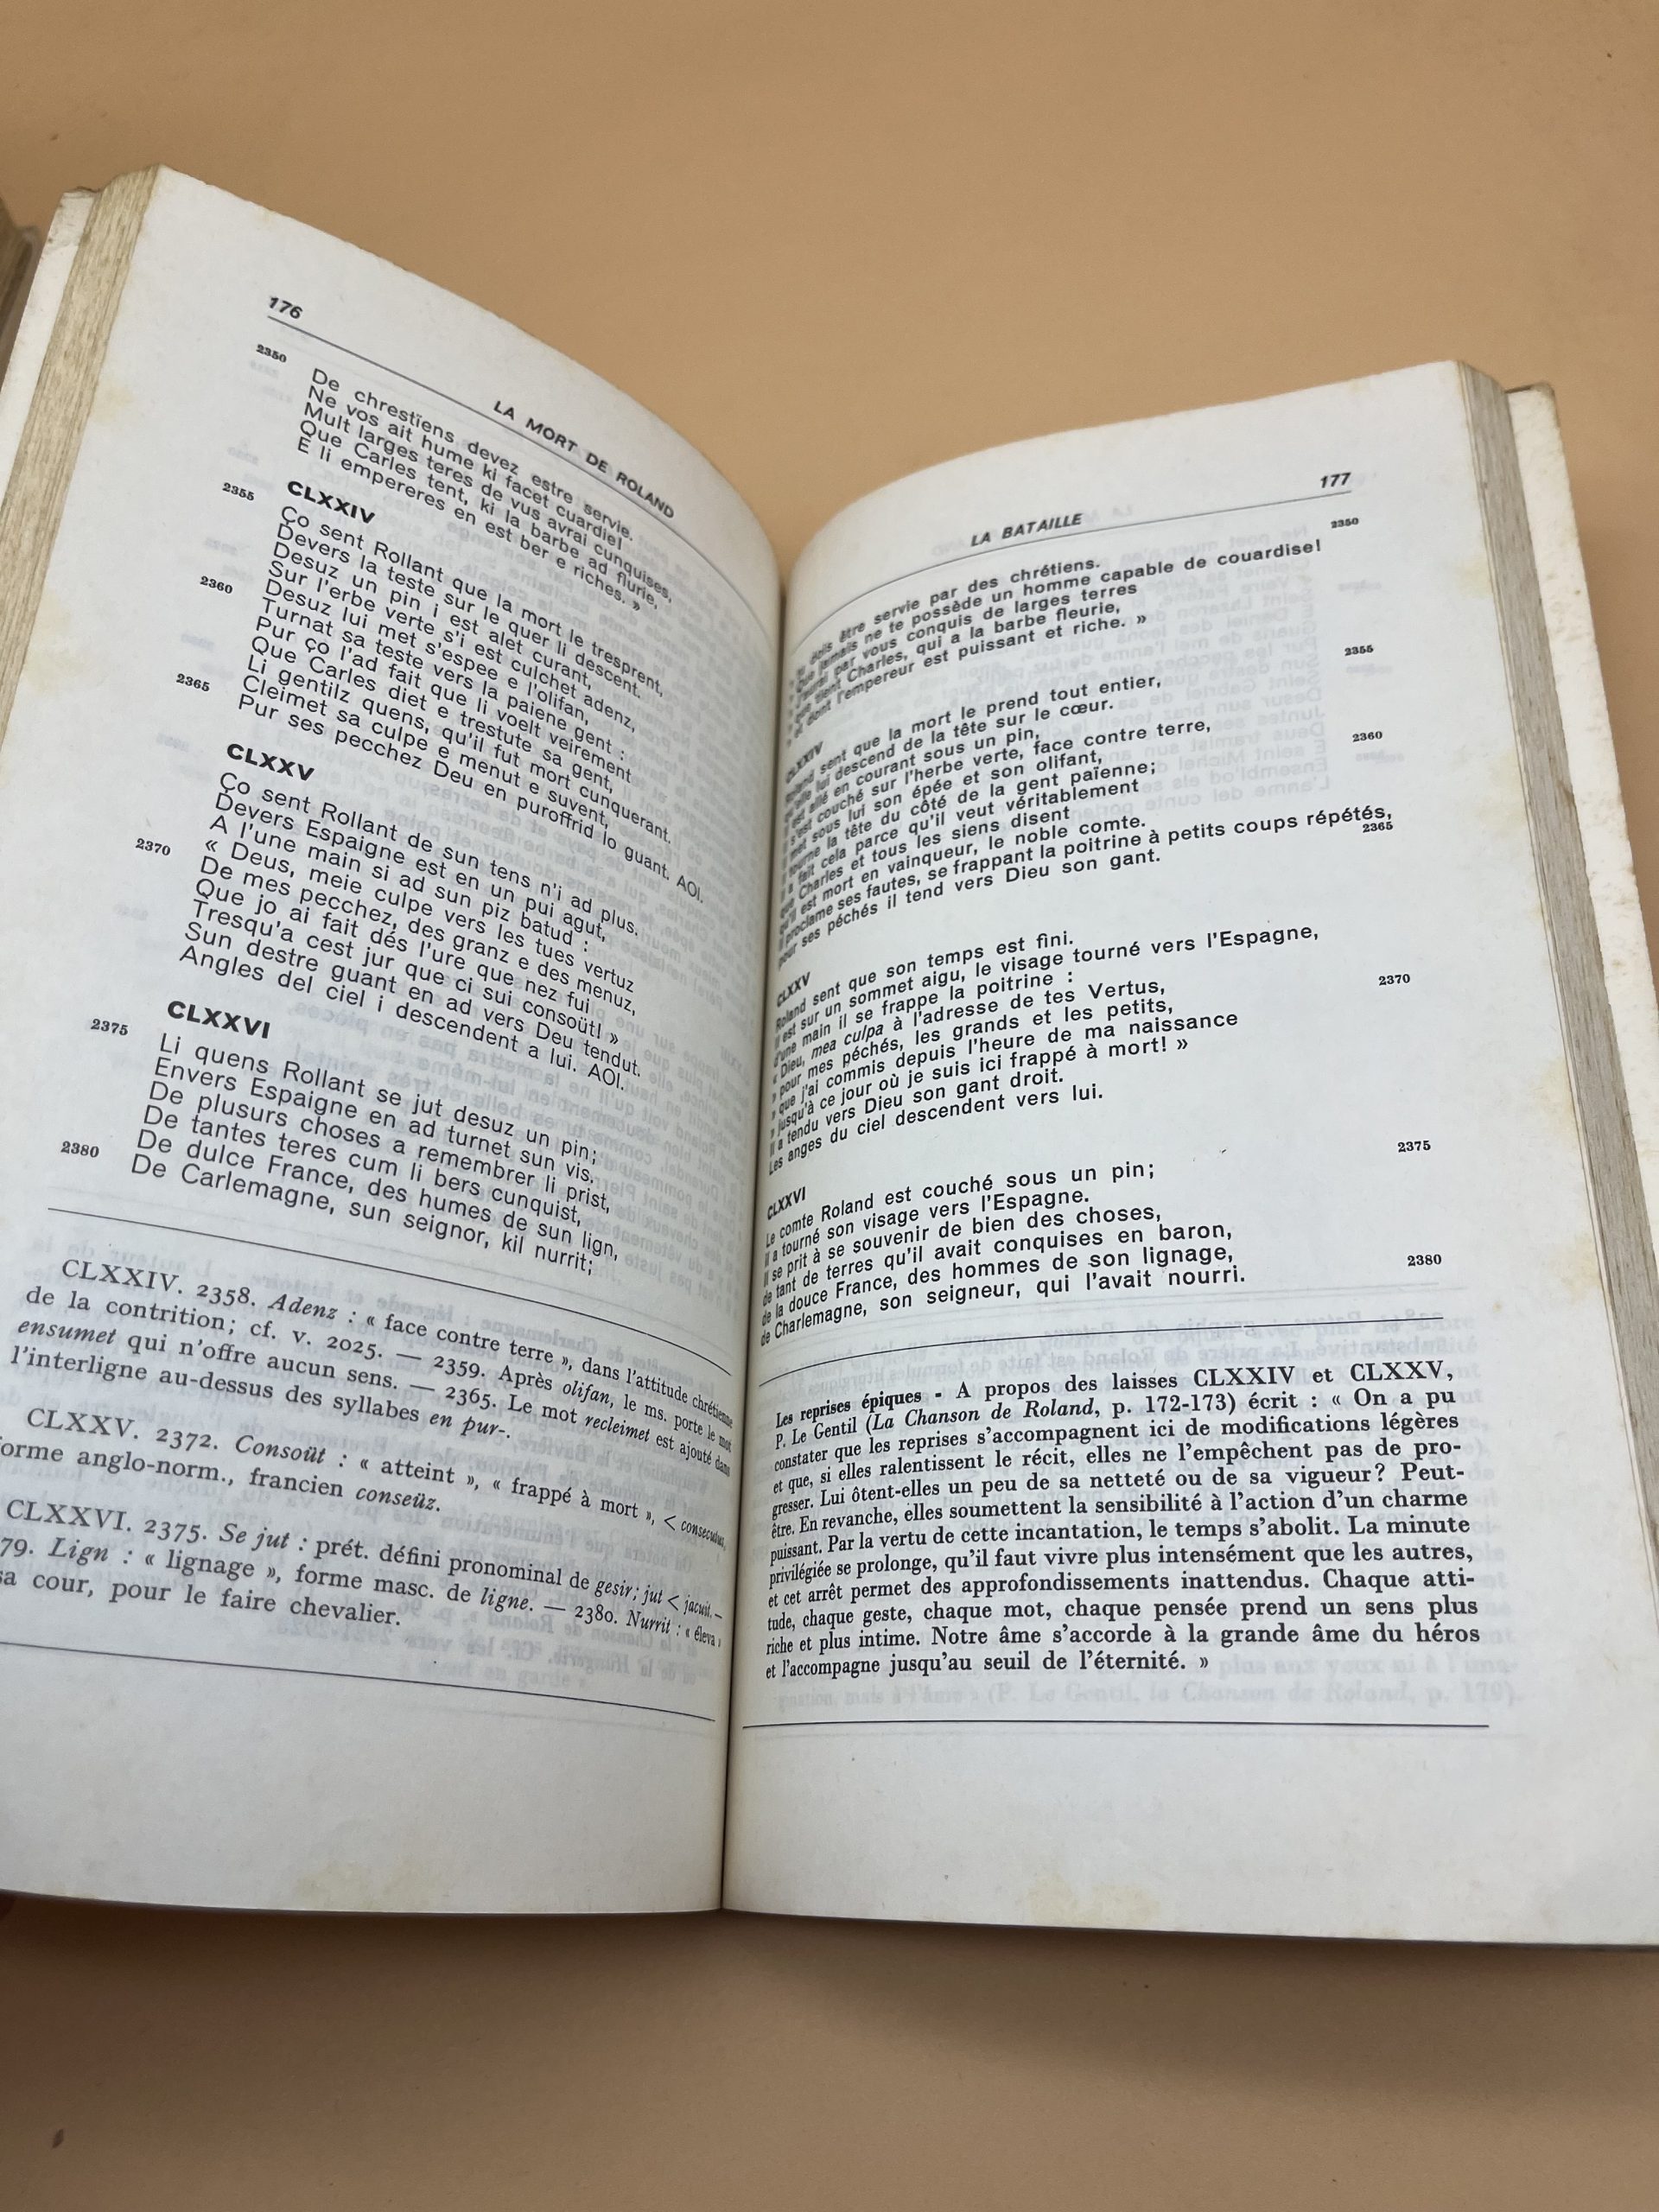 176
LA MORT DE ROLAND
2350
De chrestïens devez estre servie.
Ne vos ait hume ki facet cuardie!
Mult larges teres de vus avrai cunquises,
Que Carles tent, ki la barbe ad flurie,
E li empereres en est ber e riches. »
CLXXIV
2355
Ço sent Rollant que la mort le tresprent,
Devers la teste sur le quer li descent.
Desuz un pin i est alet curant,
Sur l'erbe verte s'i est culchet adenz,
Desuz lui met s'espee e l'olifan,
2360
Turnat sa teste vers la paiene gent :
Pur ço l'ad fait que li voelt veirement
Que Carles diet e trestute sa gent,
Li gentilz quens, qu'il fut mort cunquerant.
Cleimet sa culpe e menut e suvent,
2365
Pur ses pecchez Deu en puroffrid lo guant. AOI.
CLXXV
Ço sent Rollant de sun tens n'i ad plus.
Devers Espaigne est en un pui agut,
A l'une main si ad sun piz batud :
« Deus, meie culpe vers les tues vertuz
2370
De mes pecchez, des granz e des menuz,
Que jo ai fait dés l'ure que nez fui
Tresqu'a cest jur que ci sui consoüt! »
Sun destre guant en ad vers Deu tendut.
Angles del ciel i descendent a lui. AOI.
CLXXVI
2375
Li quens Rollant se jut desuz un pin;
Envers Espaigne en ad turnet sun vis.
De plusurs choses a remembrer li prist,
De tantes teres cum li bers cunquist,
De dulce France, des humes de sun lign,
2380
De Carlemagne, sun seignor, kil nurrit;
CLXXIV. 2358. Adenz : « face contre terre », dans l'attitude chrétienne
de la contrition; cf. v. 2025. — 2359. Après olifan, le ms. porte le mot
ensumet qui n'offre aucun sens. — 2365. Le mot recleimet est ajouté dans
l'interligne au-dessus des syllabes en pur-.
CLXXV. 2372. Consoüt : « atteint », « frappé à mort », < consecutus,
forme anglo-norm., francien conseüz.
CLXXVI. 2375. Se jut : prét. défini pronominal de gesir; jut < jacuit. —
79. Lign : « lignage », forme masc. de ligne. — 2380. Nurrit : « éleva »
sa cour, pour le faire chevalier.
177
LA BATAILLE
2350
dois être servie par des chrétiens.
» Que jamais ne te possède un homme capable de couardise!
» J'aurai par vous conquis de larges terres
» que tient Charles, qui a la barbe fleurie,
» et dont l'empereur est puissant et riche. »
CLXXIV
2355
Roland sent que la mort le prend tout entier,
qu'elle lui descend de la tête sur le cœur.
Il est allé en courant sous un pin,
s'est couché sur l'herbe verte, face contre terre,
met sous lui son épée et son olifant,
2360
tourne la tête du côté de la gent païenne;
il a fait cela parce qu'il veut véritablement
que Charles et tous les siens disent
qu'il est mort en vainqueur, le noble comte.
Il proclame ses fautes, se frappant la poitrine à petits coups répétés,
2365
pour ses péchés il tend vers Dieu son gant.
CLXXV
Roland sent que son temps est fini.
Il est sur un sommet aigu, le visage tourné vers l'Espagne,
d'une main il se frappe la poitrine :
« Dieu, mea culpa à l'adresse de tes Vertus,
2370
» pour mes péchés, les grands et les petits,
» que j'ai commis depuis l'heure de ma naissance
» jusqu'à ce jour où je suis ici frappé à mort! »
Il a tendu vers Dieu son gant droit.
Les anges du ciel descendent vers lui.
CLXXVI
2375
Le comte Roland est couché sous un pin;
il a tourné son visage vers l'Espagne.
Il se prit à se souvenir de bien des choses,
de tant de terres qu'il avait conquises en baron,
de la douce France, des hommes de son lignage,
2380
de Charlemagne, son seigneur, qui l'avait nourri.
Les reprises épiques - A propos des laisses CLXXIV et CLXXV,
P. Le Gentil (La Chanson de Roland, p. 172-173) écrit : « On a pu
constater que les reprises s'accompagnent ici de modifications légères
et que, si elles ralentissent le récit, elles ne l'empêchent pas de pro-
gresser. Lui ôtent-elles un peu de sa netteté ou de sa vigueur? Peut-
être. En revanche, elles soumettent la sensibilité à l'action d'un charme
puissant. Par la vertu de cette incantation, le temps s'abolit. La minute
privilégiée se prolonge, qu'il faut vivre plus intensément que les autres,
et cet arrêt permet des approfondissements inattendus. Chaque atti-
tude, chaque geste, chaque mot, chaque pensée prend un sens plus
riche et plus intime. Notre âme s'accorde à la grande âme du héros
et l'accompagne jusqu'au seuil de l'éternité. »